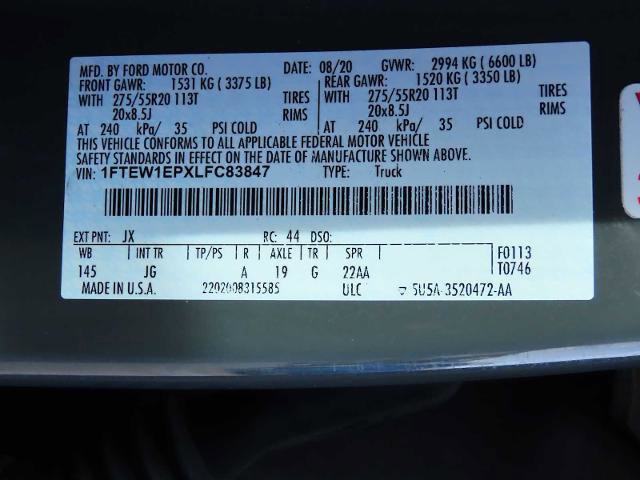 MFD. BY FORD MOTOR CO. DATE: 08/20 GVWR: 2994 KG ( 6600 LB)
FRONT GAWR: 1531 KG ( 3375 LB) REAR GAWR: 1520 KG ( 3350 LB)
WITH 275/55R20 113T TIRES WITH 275/55R20 113T TIRES
20x8.5J RIMS 20x8.5J RIMS
AT 240 kPa/ 35 PSI COLD AT 240 kPa/ 35 PSI COLD
THIS VEHICLE CONFORMS TO ALL APPLICABLE FEDERAL MOTOR VEHICLE
SAFETY STANDARDS IN EFFECT ON THE DATE OF MANUFACTURE SHOWN ABOVE.
VIN: 1FTEW1EPXLFC83847 TYPE: Truck
EXT PNT: JX RC: 44 DSO:
WB INT TR TP/PS R AXLE TR SPR F0113
145 JG A 19 G 22AA T0746
MADE IN U.S.A. 2202008315585 ULC 5U5A-3520472-AA